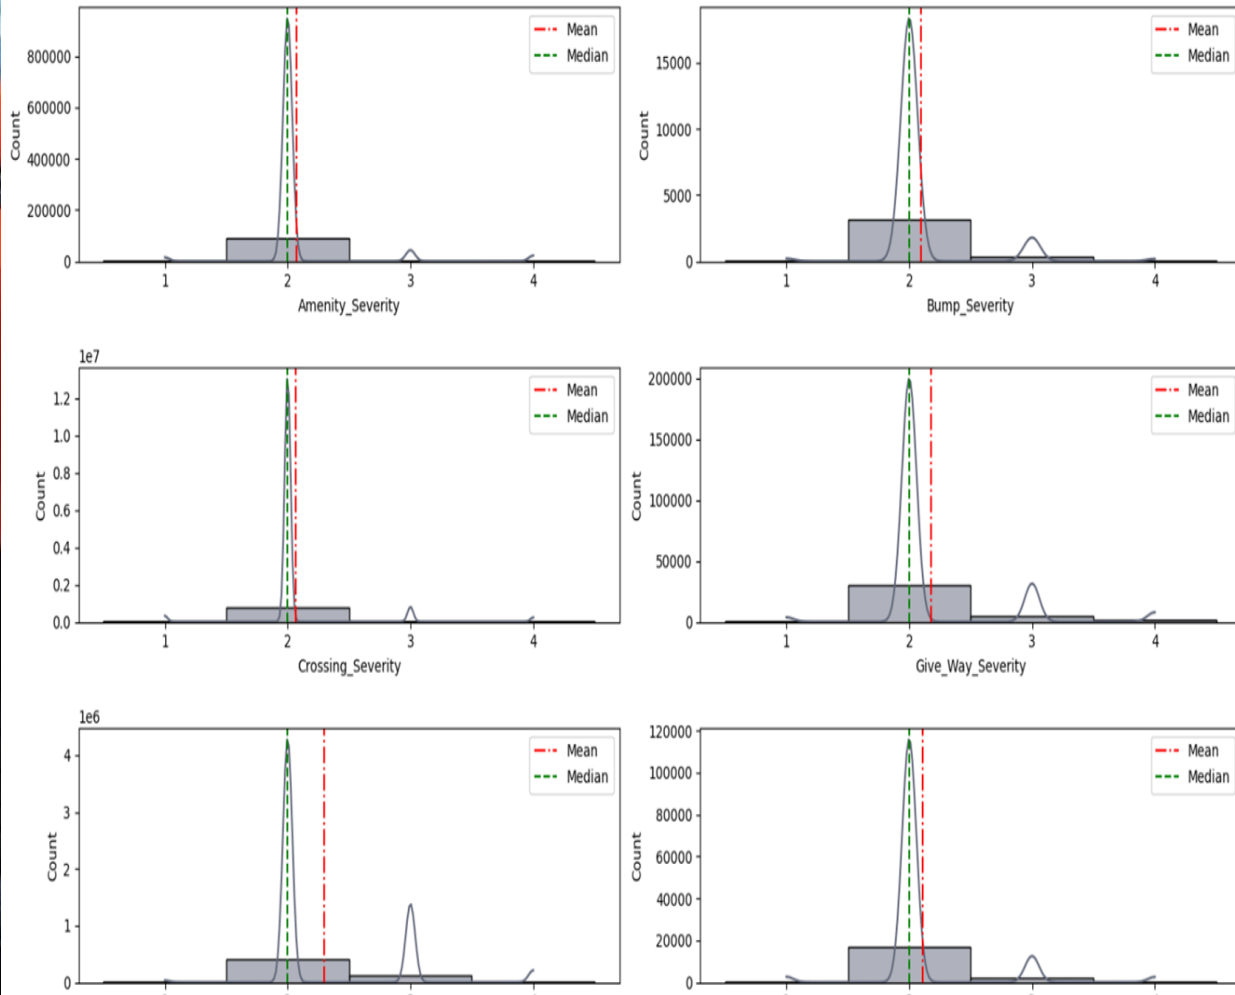 Mean
Median
800000
600000
400000
200000
0
Count
1 2 3 4
Amenity_Severity
Mean
Median
15000
10000
5000
0
Count
1 2 3 4
Bump_Severity
1e7
Mean
Median
1.2
1.0
0.8
0.6
0.4
0.2
0.0
Count
1 2 3 4
Crossing_Severity
Mean
Median
200000
150000
100000
50000
0
Count
1 2 3 4
Give_Way_Severity
1e6
Mean
Median
4
3
2
1
0
Count
Mean
Median
120000
100000
80000
60000
40000
20000
0
Count